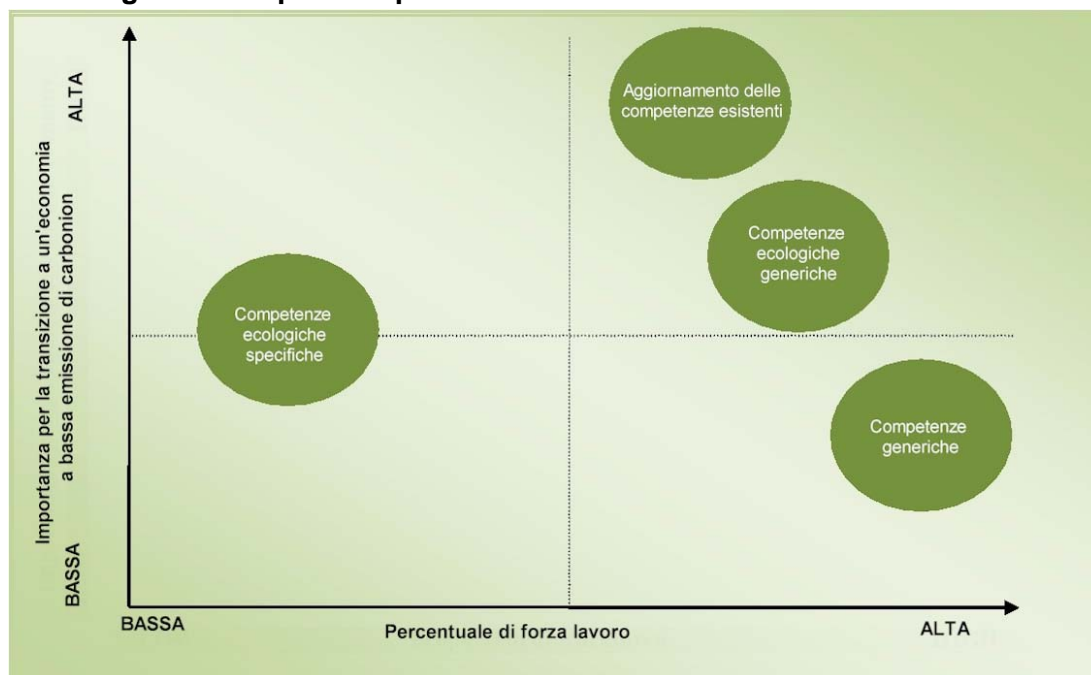 ALTA
Importanza per la transizione a un'economia
a bassa emissione di carbonion
BASSA
Aggiornamento delle
competenze esistenti
Competenze
ecologiche
generiche
Competenze
ecologiche
specifiche
Competenze
generiche
BASSA
Percentuale di forza lavoro
ALTA